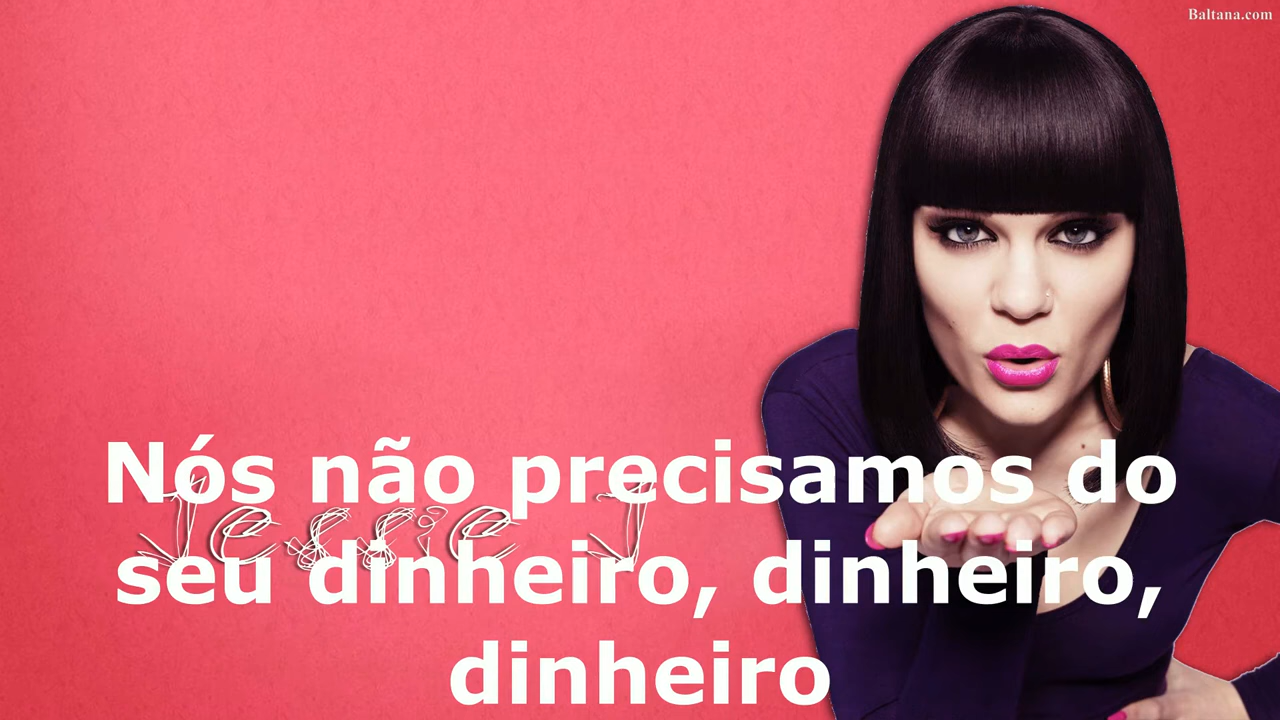 Baltana.com
Nós não precisamos do
Jessie J
seu dinheiro, dinheiro,
dinheiro